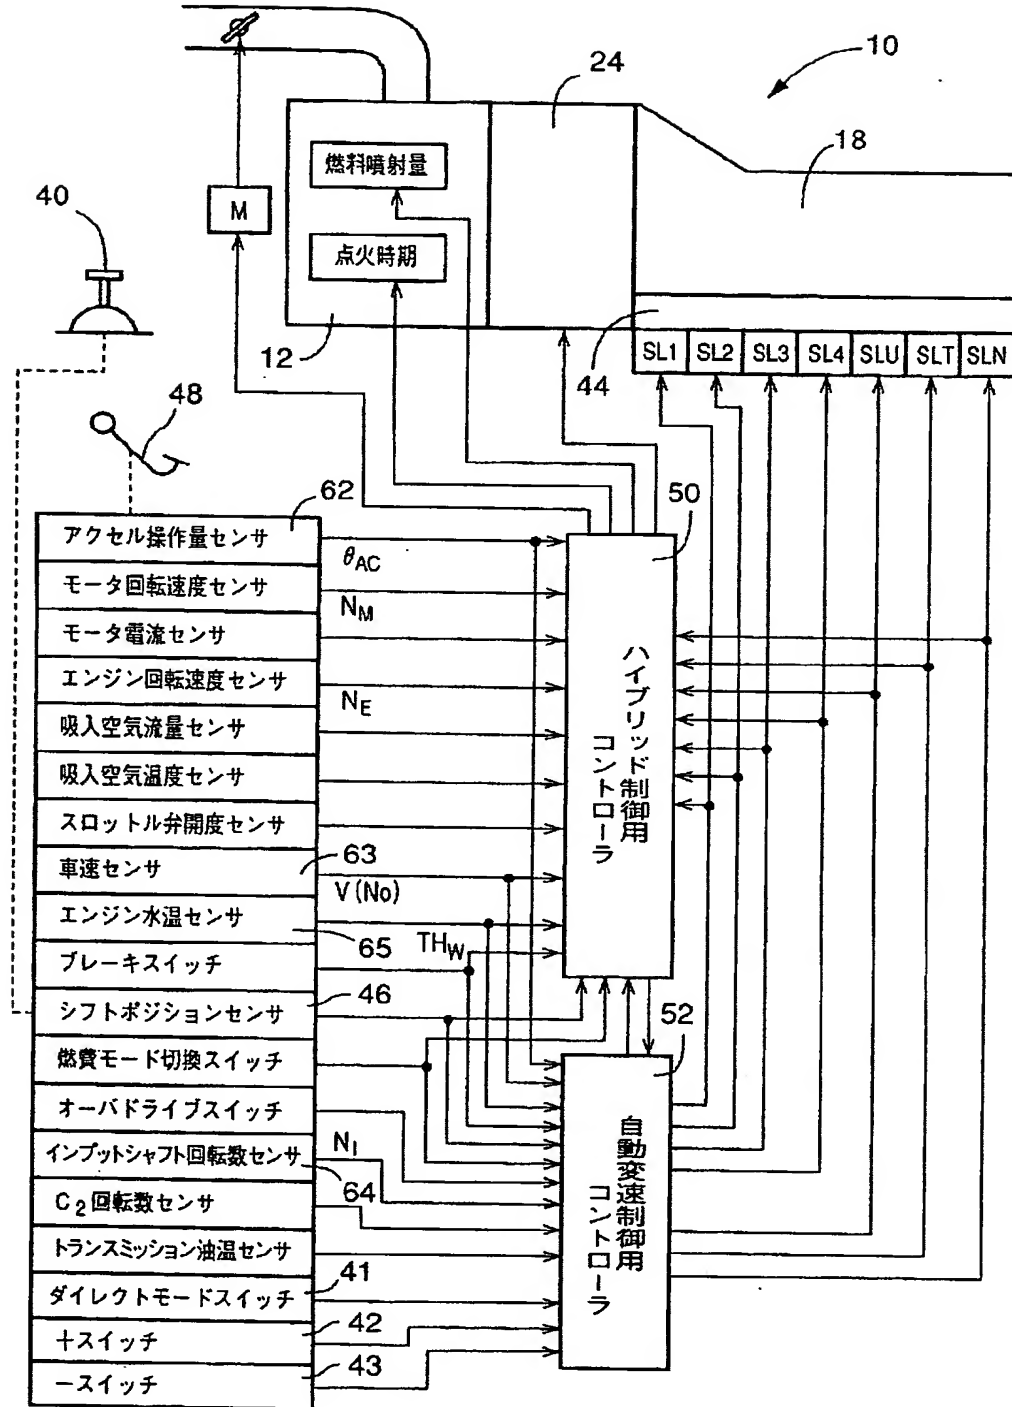 10
24
18
燃料噴射量
40
M
点火時期
12
44
SL1 SL2 SL3 SL4 SLU SLT SLN
48
62
50
アクセル操作量センサ
θAC
モータ回転速度センサ
NM
モータ電流センサ
エンジン回転速度センサ
NE
吸入空気流量センサ
吸入空気温度センサ
スロットル弁開度センサ
車速センサ
63
V(No)
エンジン水温センサ
65
THW
ブレーキスイッチ
シフトポジションセンサ
46
燃費モード切換スイッチ
オーバドライブスイッチ
インプットシャフト回転数センサ
NI
64
C2回転数センサ
トランスミッション油温センサ
41
ダイレクトモードスイッチ
42
+スイッチ
43
−スイッチ
ハイブリッド制御用
コントローラ
52
自動変速制御用
コントローラ